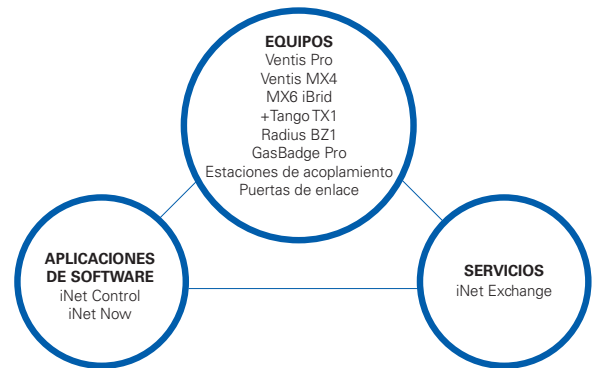 EQUIPOS
Ventis Pro
Ventis MX4
MX6 iBrid
+Tango TX1
Radius BZ1
GasBadge Pro
Estaciones de acoplamiento
Puertas de enlace
APLICACIONES
DE SOFTWARE
iNet Control
iNet Now
SERVICIOS
iNet Exchange